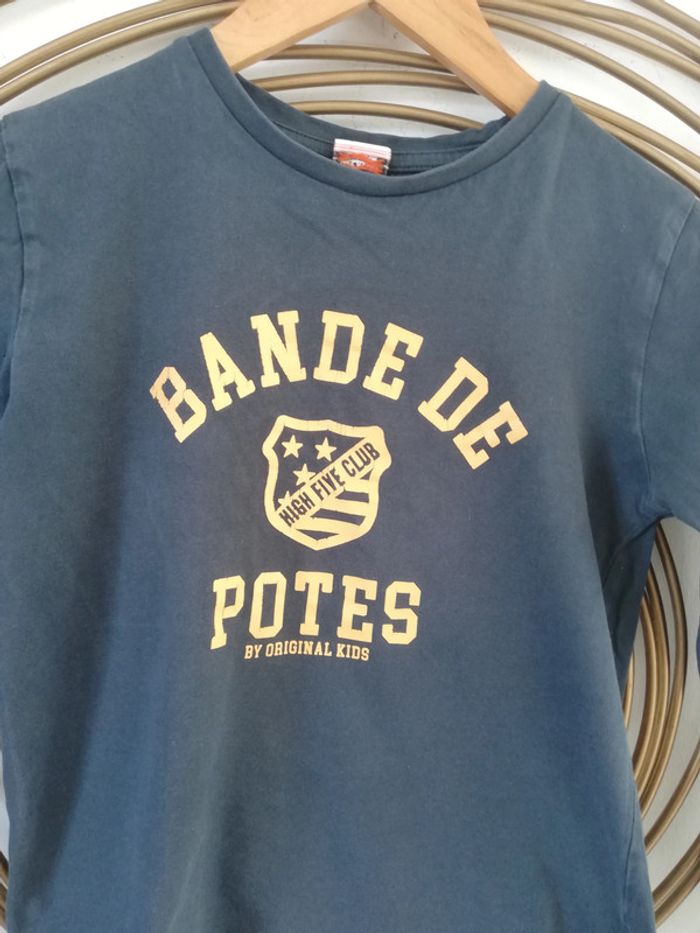 BANDE DE
HIGH FIVE CLUB
POTES
BY ORIGINAL KIDS